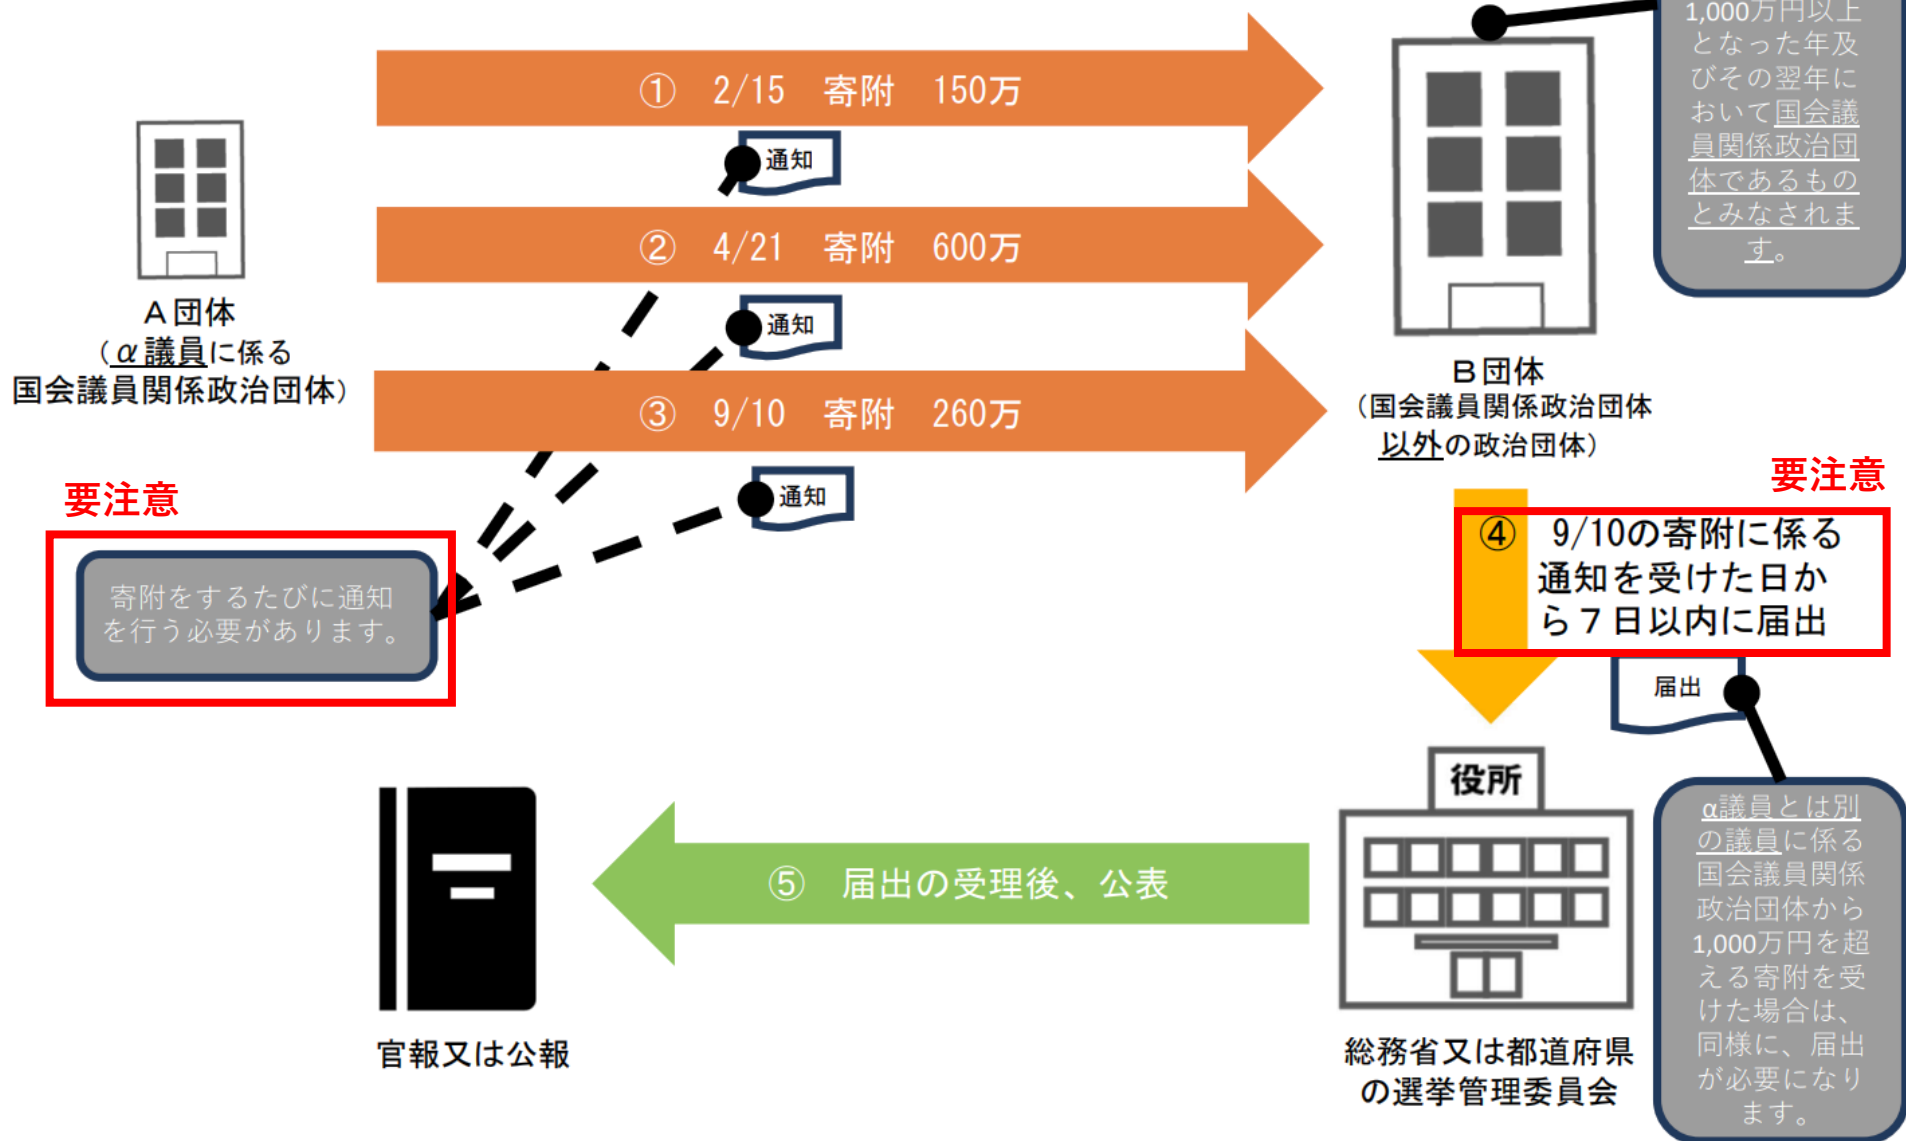 ① 2/15 寄附 150万
通知
② 4/21 寄附 600万
通知
③ 9/10 寄附 260万
通知
A団体
（α議員に係る
国会議員関係政治団体）
1,000万円以上
となった年及
びその翌年に
おいて国会議
員関係政治団
体であるもの
とみなされま
す。
B団体
（国会議員関係政治団体
以外の政治団体）
要注意
寄附をするたびに通知
を行う必要があります。
要注意
④ 9/10の寄附に係る
通知を受けた日か
ら７日以内に届出
届出
役所
α議員とは別
の議員に係る
国会議員関係
政治団体から
1,000万円を超
える寄附を受
けた場合は、
同様に、届出
が必要になり
ます。
⑤ 届出の受理後、公表
官報又は公報
総務省又は都道府県
の選挙管理委員会